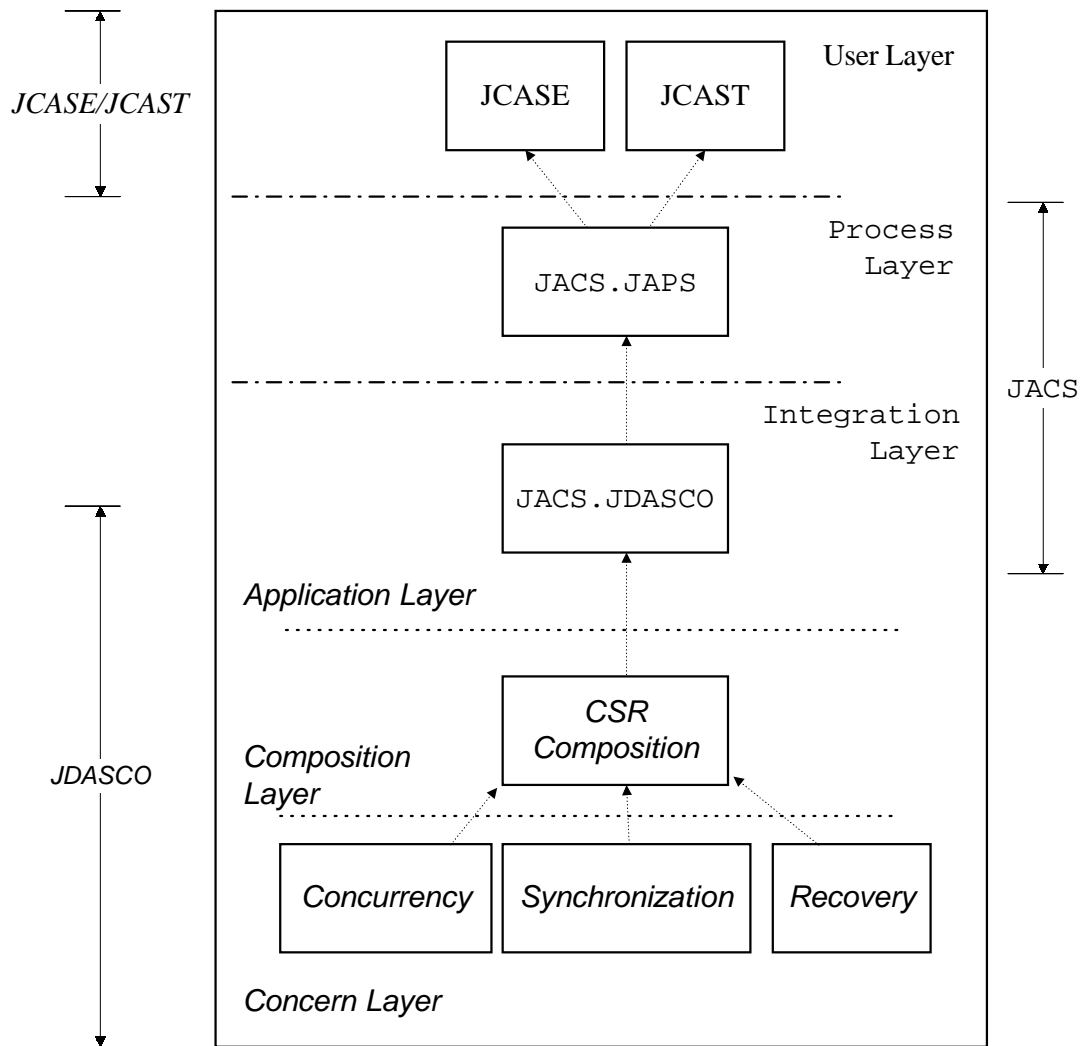 User Layer
JCASE
JCAST
JCASE/JCAST
Process
Layer
JACS.JAPS
JACS
Integration
Layer
JACS.JDASCO
Application Layer
CSR
Composition
Composition
Layer
JDASCO
Concurrency
Synchronization
Recovery
Concern Layer